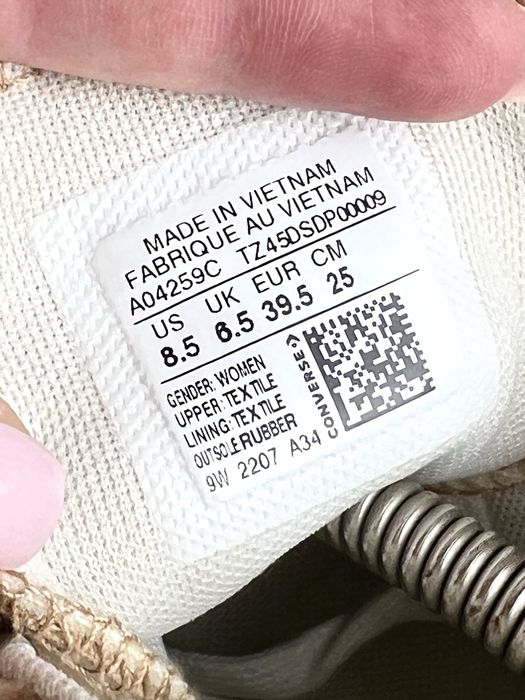 MADE IN VIETNAM
FABRIQUE AU VIETNAM
A04259C TZ45DSDP00009
US UK EUR CM
8.5 6.5 39.5 25
GENDER: WOMEN
UPPER: TEXTILE
LINING: TEXTILE
OUTSOLE:RUBBER
9W 2207 A34
CONVERSE